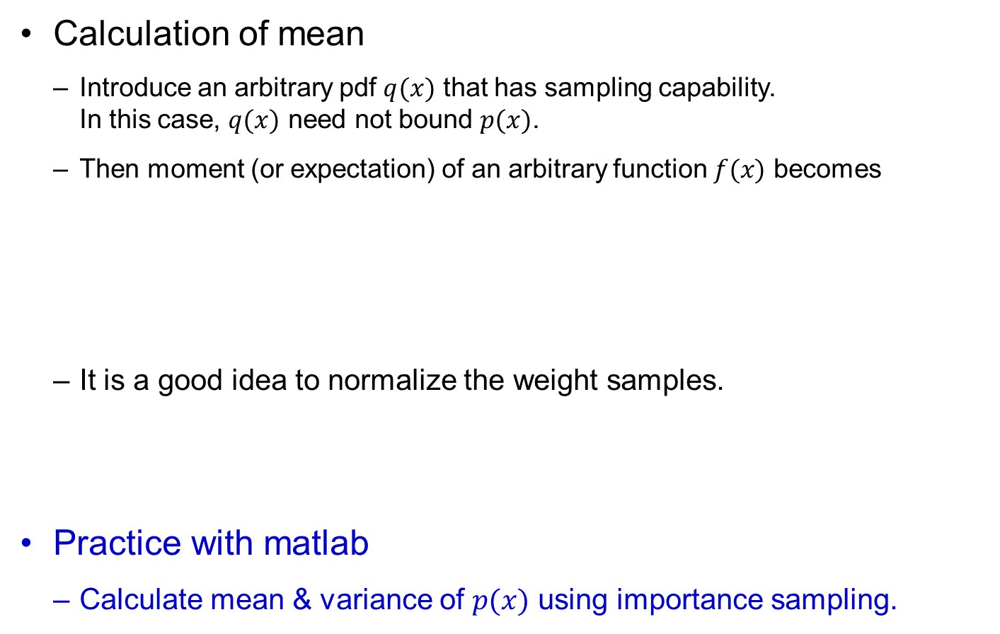 • Calculation of mean
– Introduce an arbitrary pdf q(x) that has sampling capability.
In this case, q(x) need not bound p(x).
– Then moment (or expectation) of an arbitrary function f(x) becomes
– It is a good idea to normalize the weight samples.
• Practice with matlab
– Calculate mean & variance of p(x) using importance sampling.